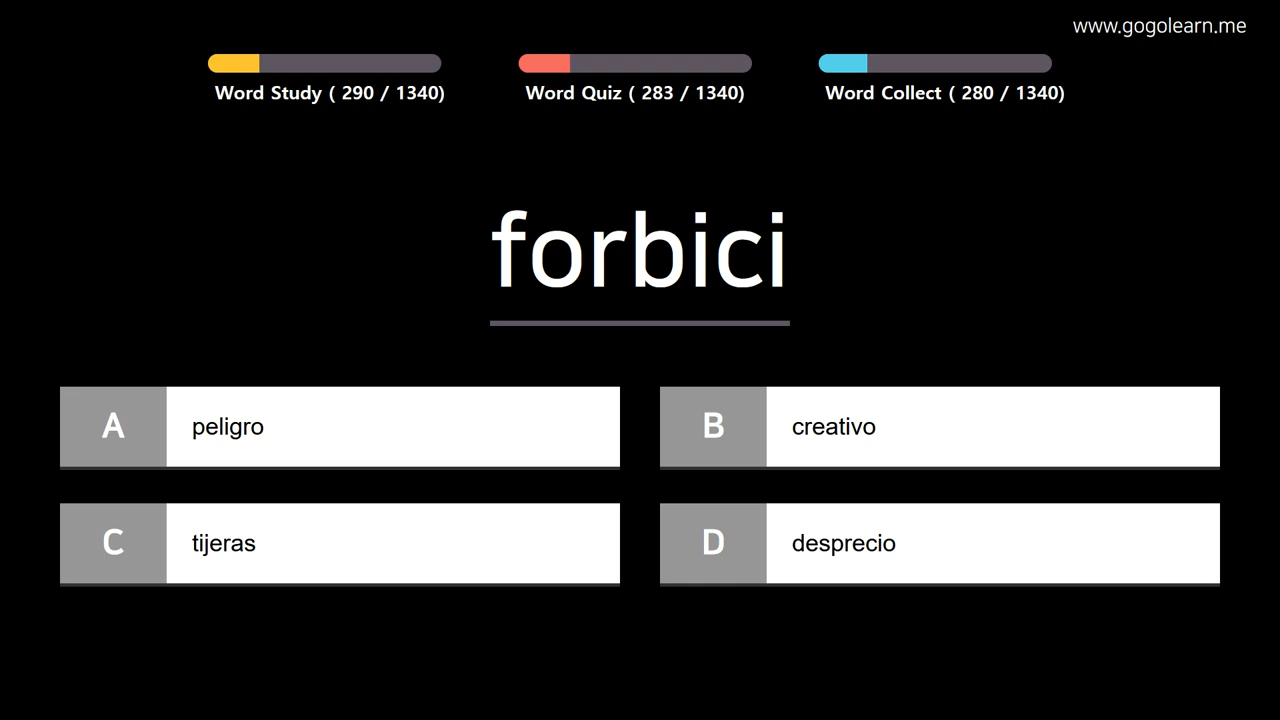 www.gogolearn.me
Word Study ( 290 / 1340)
Word Quiz ( 283 / 1340)
Word Collect ( 280 / 1340)
forbici
A peligro
B creativo
C tijeras
D desprecio